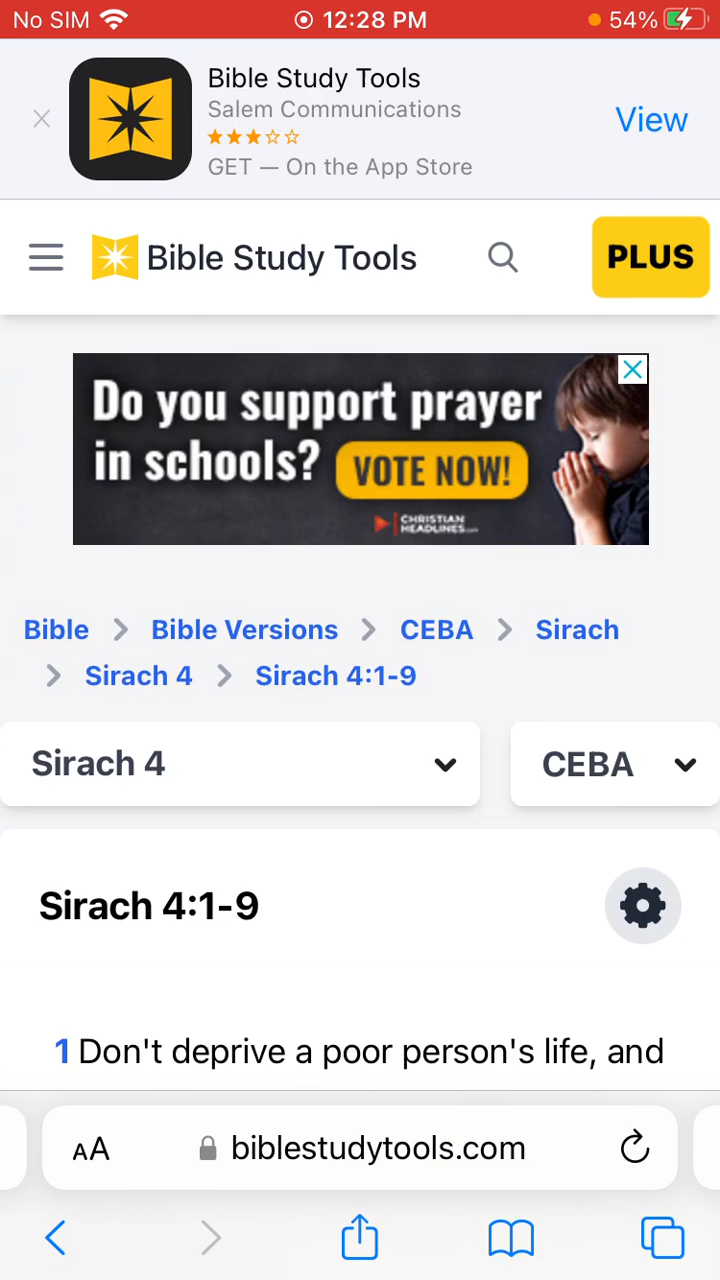 No SIM 12:28 PM 54%
Bible Study Tools
Salem Communications
GET — On the App Store
View
Bible Study Tools
PLUS
Do you support prayer
in schools? VOTE NOW!
CHRISTIAN
HEADLINES.com
Bible > Bible Versions > CEBA > Sirach
> Sirach 4 > Sirach 4:1-9
Sirach 4 CEBA
Sirach 4:1-9
1 Don't deprive a poor person's life, and
AA biblestudytools.com